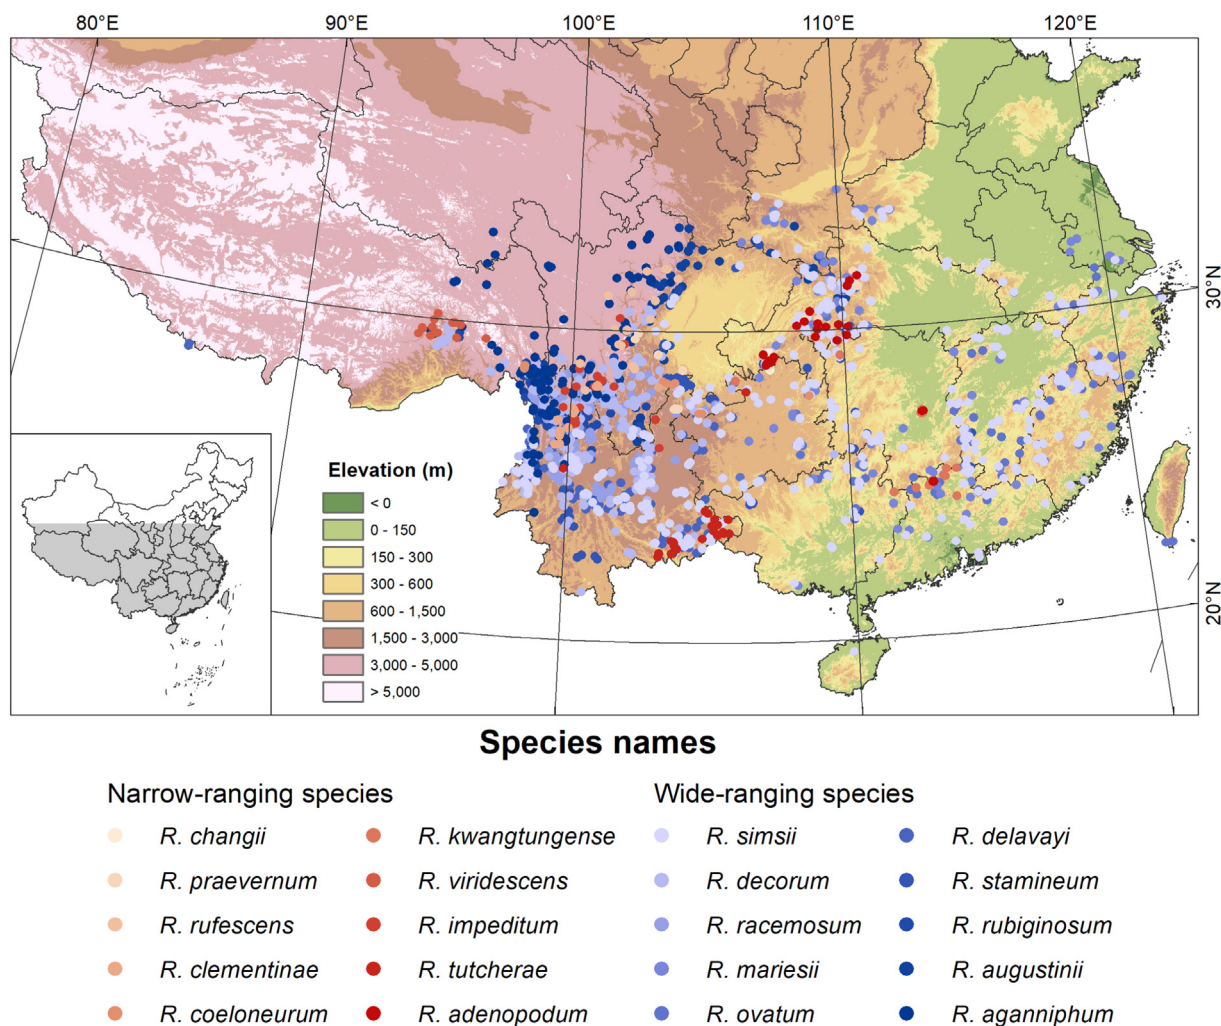 80°E 90°E 100°E 110°E 120°E
30°N
20°N
Elevation (m)
< 0
0 - 150
150 - 300
300 - 600
600 - 1,500
1,500 - 3,000
3,000 - 5,000
> 5,000
Species names
Narrow-ranging species Wide-ranging species
R. changii R. kwangtungense R. simsii R. delavayi
R. praevernum R. viridescens R. decorum R. stamineum
R. rufescens R. impeditum R. racemosum R. rubiginosum
R. clementinae R. tutcherae R. mariesii R. augustinii
R. coeloneurum R. adenopodum R. ovatum R. aganniphum